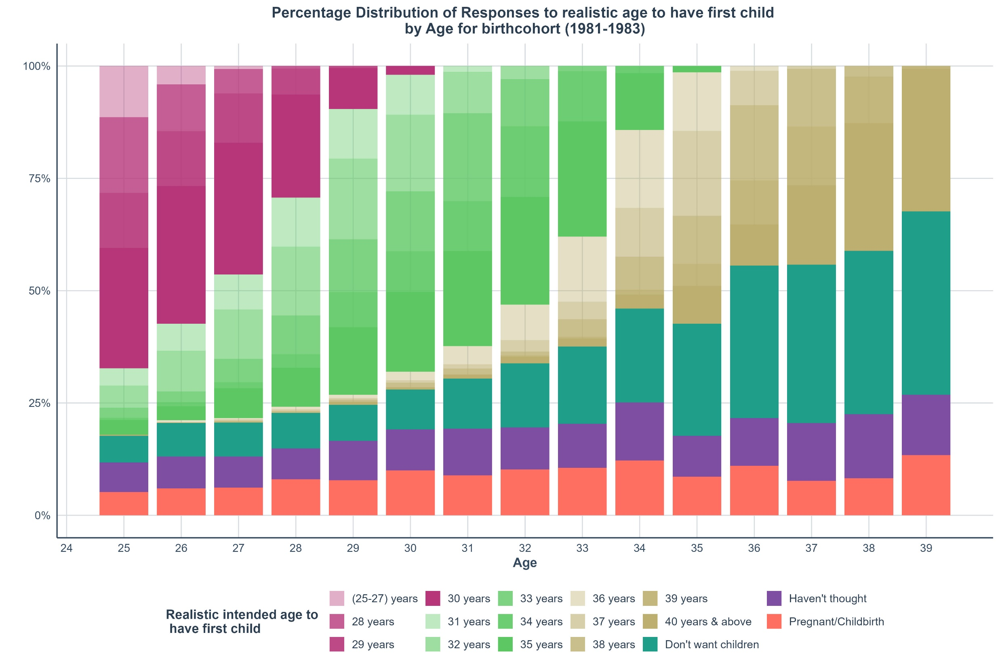 Percentage Distribution of Responses to realistic age to have first child
by Age for birthcohort (1981-1983)
100%
75%
50%
25%
0%
24 25 26 27 28 29 30 31 32 33 34 35 36 37 38 39
Age
Realistic intended age to
have first child
(25-27) years 30 years 33 years 36 years 39 years Haven't thought
28 years 31 years 34 years 37 years 40 years & above Pregnant/Childbirth
29 years 32 years 35 years 38 years Don't want children